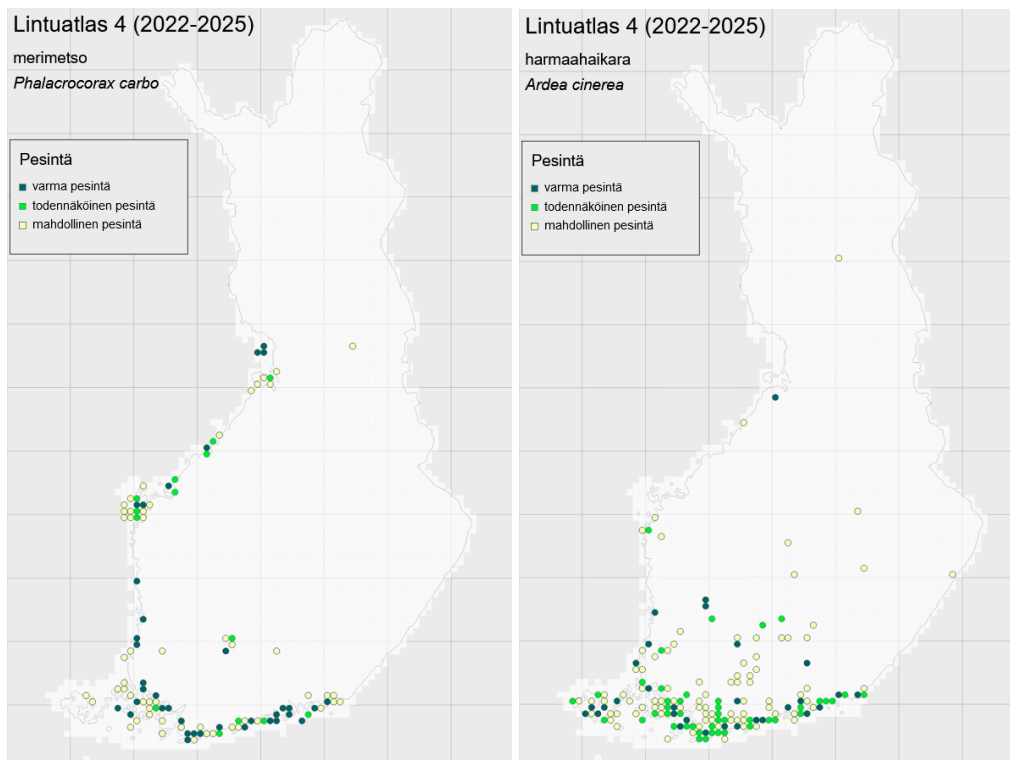 Lintuatlas 4 (2022-2025)
merimetso
Phalacrocorax carbo
Pesintä
varma pesintä
todennäköinen pesintä
mahdollinen pesintä
Lintuatlas 4 (2022-2025)
harmaahaikara
Ardea cinerea
Pesintä
varma pesintä
todennäköinen pesintä
mahdollinen pesintä